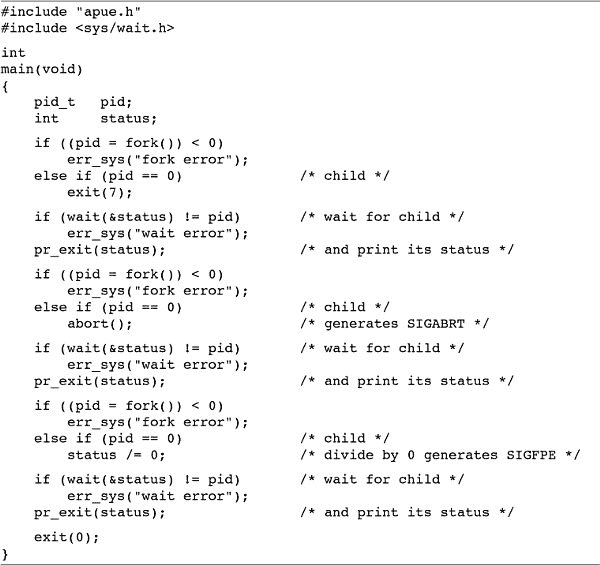 #include "apue.h"
#include <sys/wait.h>
int
main(void)
{
    pid_t   pid;
    int     status;
    if ((pid = fork()) < 0)
        err_sys("fork error");
    else if (pid == 0)              /* child */
        exit(7);
    if (wait(&status) != pid)       /* wait for child */
        err_sys("wait error");
    pr_exit(status);                /* and print its status */
    if ((pid = fork()) < 0)
        err_sys("fork error");
    else if (pid == 0)              /* child */
        abort();                    /* generates SIGABRT */
    if (wait(&status) != pid)       /* wait for child */
        err_sys("wait error");
    pr_exit(status);                /* and print its status */
    if ((pid = fork()) < 0)
        err_sys("fork error");
    else if (pid == 0)              /* child */
        status /= 0;                /* divide by 0 generates SIGFPE */
    if (wait(&status) != pid)       /* wait for child */
        err_sys("wait error");
    pr_exit(status);                /* and print its status */
    exit(0);
}